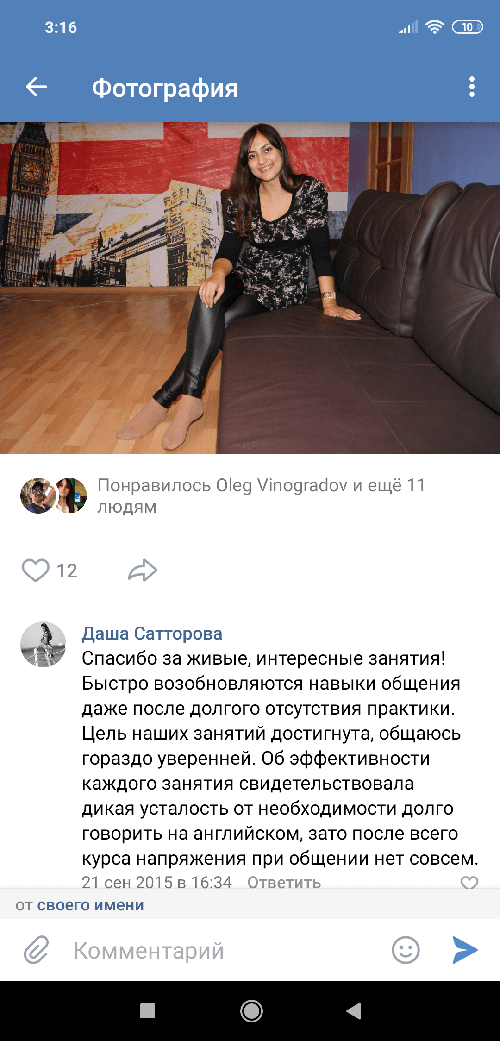 3:16
10
Фотография
Понравилось Oleg Vinogradov и ещё 11
людям
12
Даша Сатторова
Спасибо за живые, интересные занятия!
Быстро возобновляются навыки общения
даже после долгого отсутствия практики.
Цель наших занятий достигнута, общаюсь
гораздо уверенней. Об эффективности
каждого занятия свидетельствовала
дикая усталость от необходимости долго
говорить на английском, зато после всего
курса напряжения при общении нет совсем.
21 сен 2015 в 16:34 Ответить
от своего имени
Комментарий